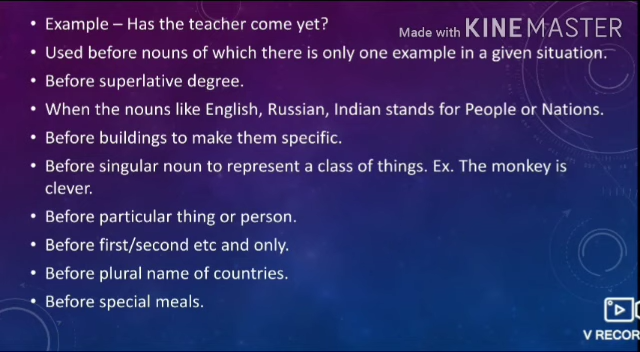 • Example – Has the teacher come yet?
Made with KINEMASTER
• Used before nouns of which there is only one example in a given situation.
• Before superlative degree.
• When the nouns like English, Russian, Indian stands for People or Nations.
• Before buildings to make them specific.
• Before singular noun to represent a class of things. Ex. The monkey is
clever.
• Before particular thing or person.
• Before first/second etc and only.
• Before plural name of countries.
• Before special meals.
V RECOR